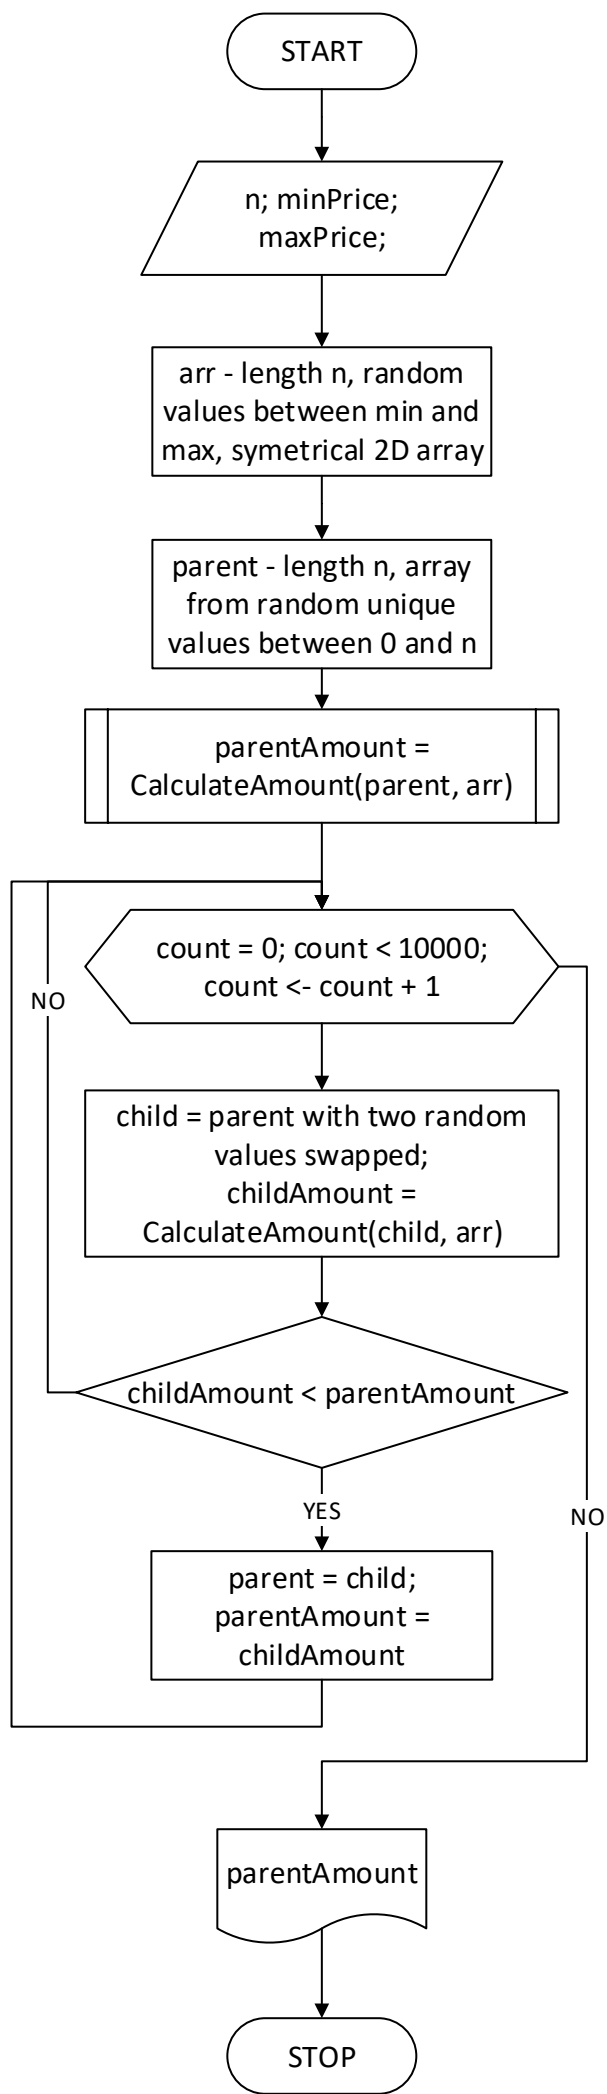 START
n; minPrice;
maxPrice;
arr - length n, random
values between min and
max, symetrical 2D array
parent - length n, array
from random unique
values between 0 and n
parentAmount =
CalculateAmount(parent, arr)
count = 0; count < 10000;
count <- count + 1
NO
child = parent with two random
values swapped;
childAmount =
CalculateAmount(child, arr)
childAmount < parentAmount
YES
NO
parent = child;
parentAmount =
childAmount
parentAmount
STOP